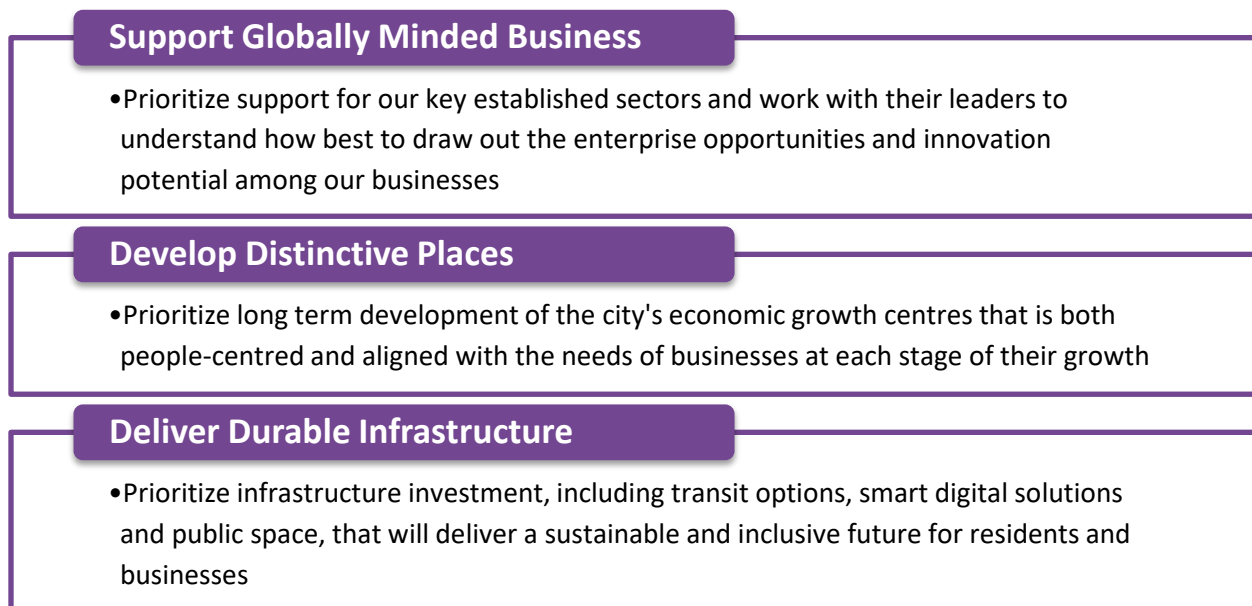 Support Globally Minded Business
•Prioritize support for our key established sectors and work with their leaders to
understand how best to draw out the enterprise opportunities and innovation
potential among our businesses
Develop Distinctive Places
•Prioritize long term development of the city's economic growth centres that is both
people-centred and aligned with the needs of businesses at each stage of their growth
Deliver Durable Infrastructure
•Prioritize infrastructure investment, including transit options, smart digital solutions
and public space, that will deliver a sustainable and inclusive future for residents and
businesses